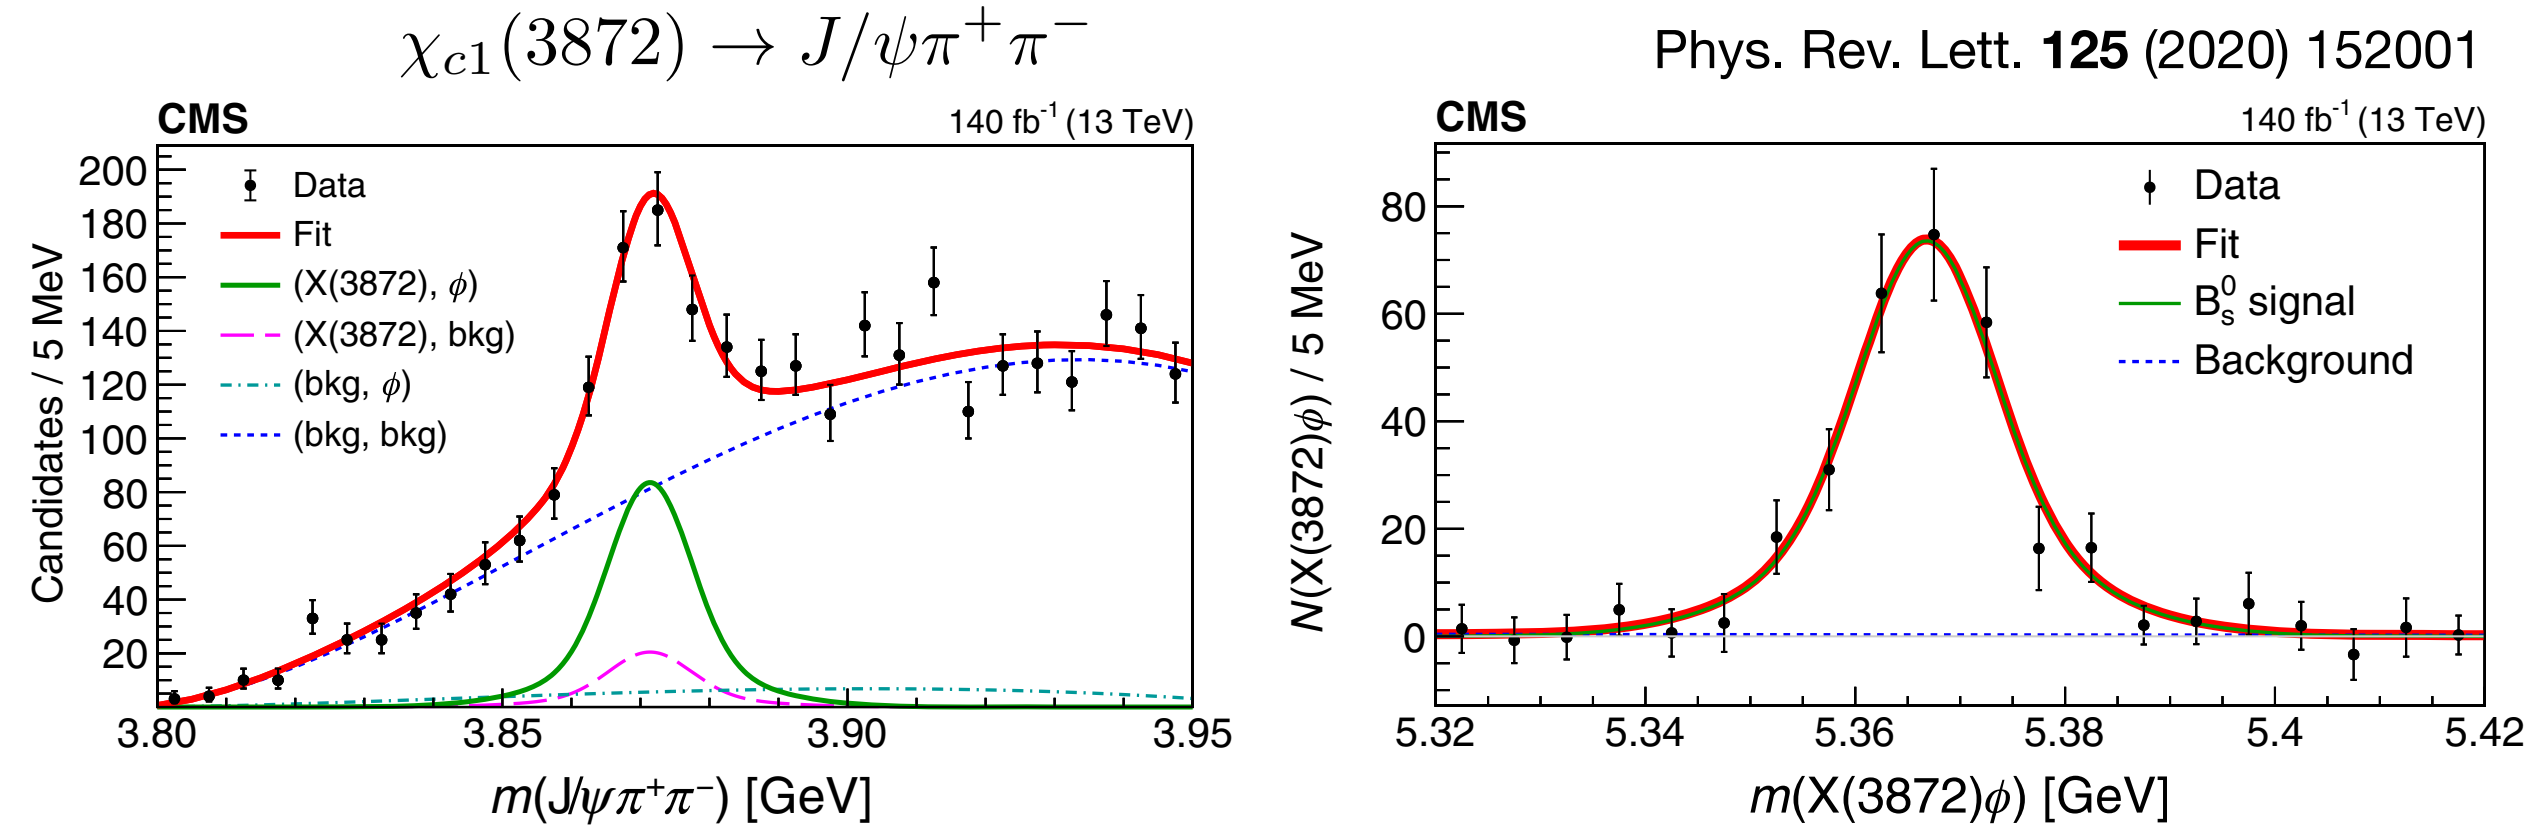 χc1(3872) → J/ψπ⁺π⁻
Phys. Rev. Lett. 125 (2020) 152001
CMS
140 fb⁻¹ (13 TeV)
Candidates / 5 MeV
200
180
160
140
120
100
80
60
40
20
Data
Fit
(X(3872), ϕ)
(X(3872), bkg)
(bkg, ϕ)
(bkg, bkg)
3.80 3.85 3.90 3.95
m(J/ψπ⁺π⁻) [GeV]
CMS
140 fb⁻¹ (13 TeV)
N(X(3872)ϕ) / 5 MeV
80
60
40
20
0
Data
Fit
B⁰ₛ signal
Background
5.32 5.34 5.36 5.38 5.4 5.42
m(X(3872)ϕ) [GeV]